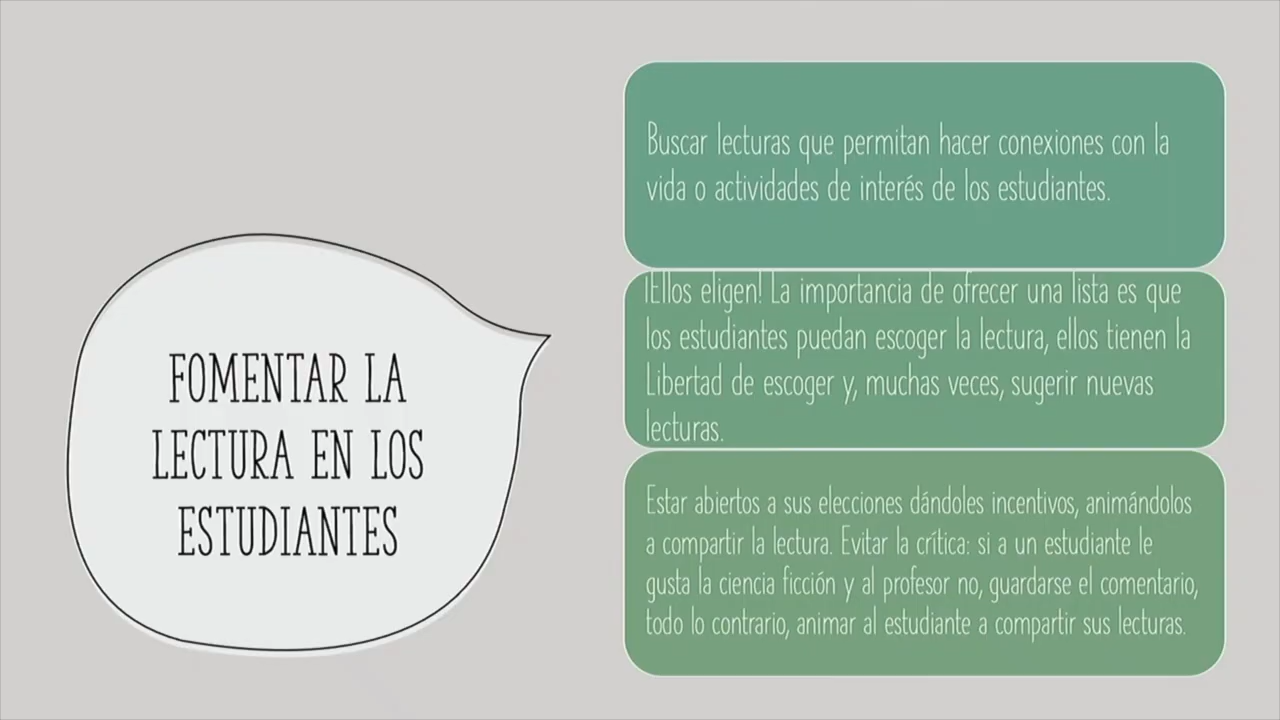 FOMENTAR LA
LECTURA EN LOS
ESTUDIANTES
Buscar lecturas que permitan hacer conexiones con la
vida o actividades de interés de los estudiantes.
¡Ellos eligen! La importancia de ofrecer una lista es que
los estudiantes puedan escoger la lectura, ellos tienen la
Libertad de escoger y, muchas veces, sugerir nuevas
lecturas.
Estar abiertos a sus elecciones dándoles incentivos, animándolos
a compartir la lectura. Evitar la crítica: si a un estudiante le
gusta la ciencia ficción y al profesor no, guardarse el comentario,
todo lo contrario, animar al estudiante a compartir sus lecturas.